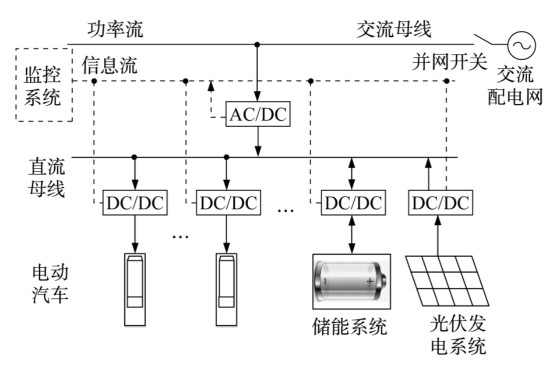 功率流
交流母线
监控
系统
信息流
并网开关
交流
配电网
AC/DC
直流
母线
DC/DC
DC/DC
...
DC/DC
DC/DC
...
电动
汽车
- +
储能系统
光伏发
电系统